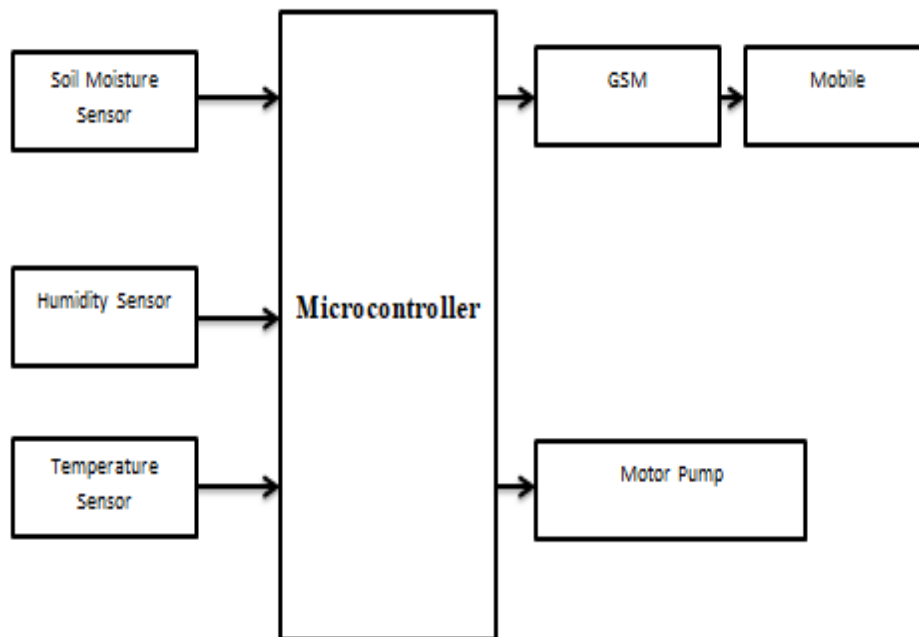 Soil Moisture
Sensor
GSM
Mobile
Humidity Sensor
Microcontroller
Temperature
Sensor
Motor Pump